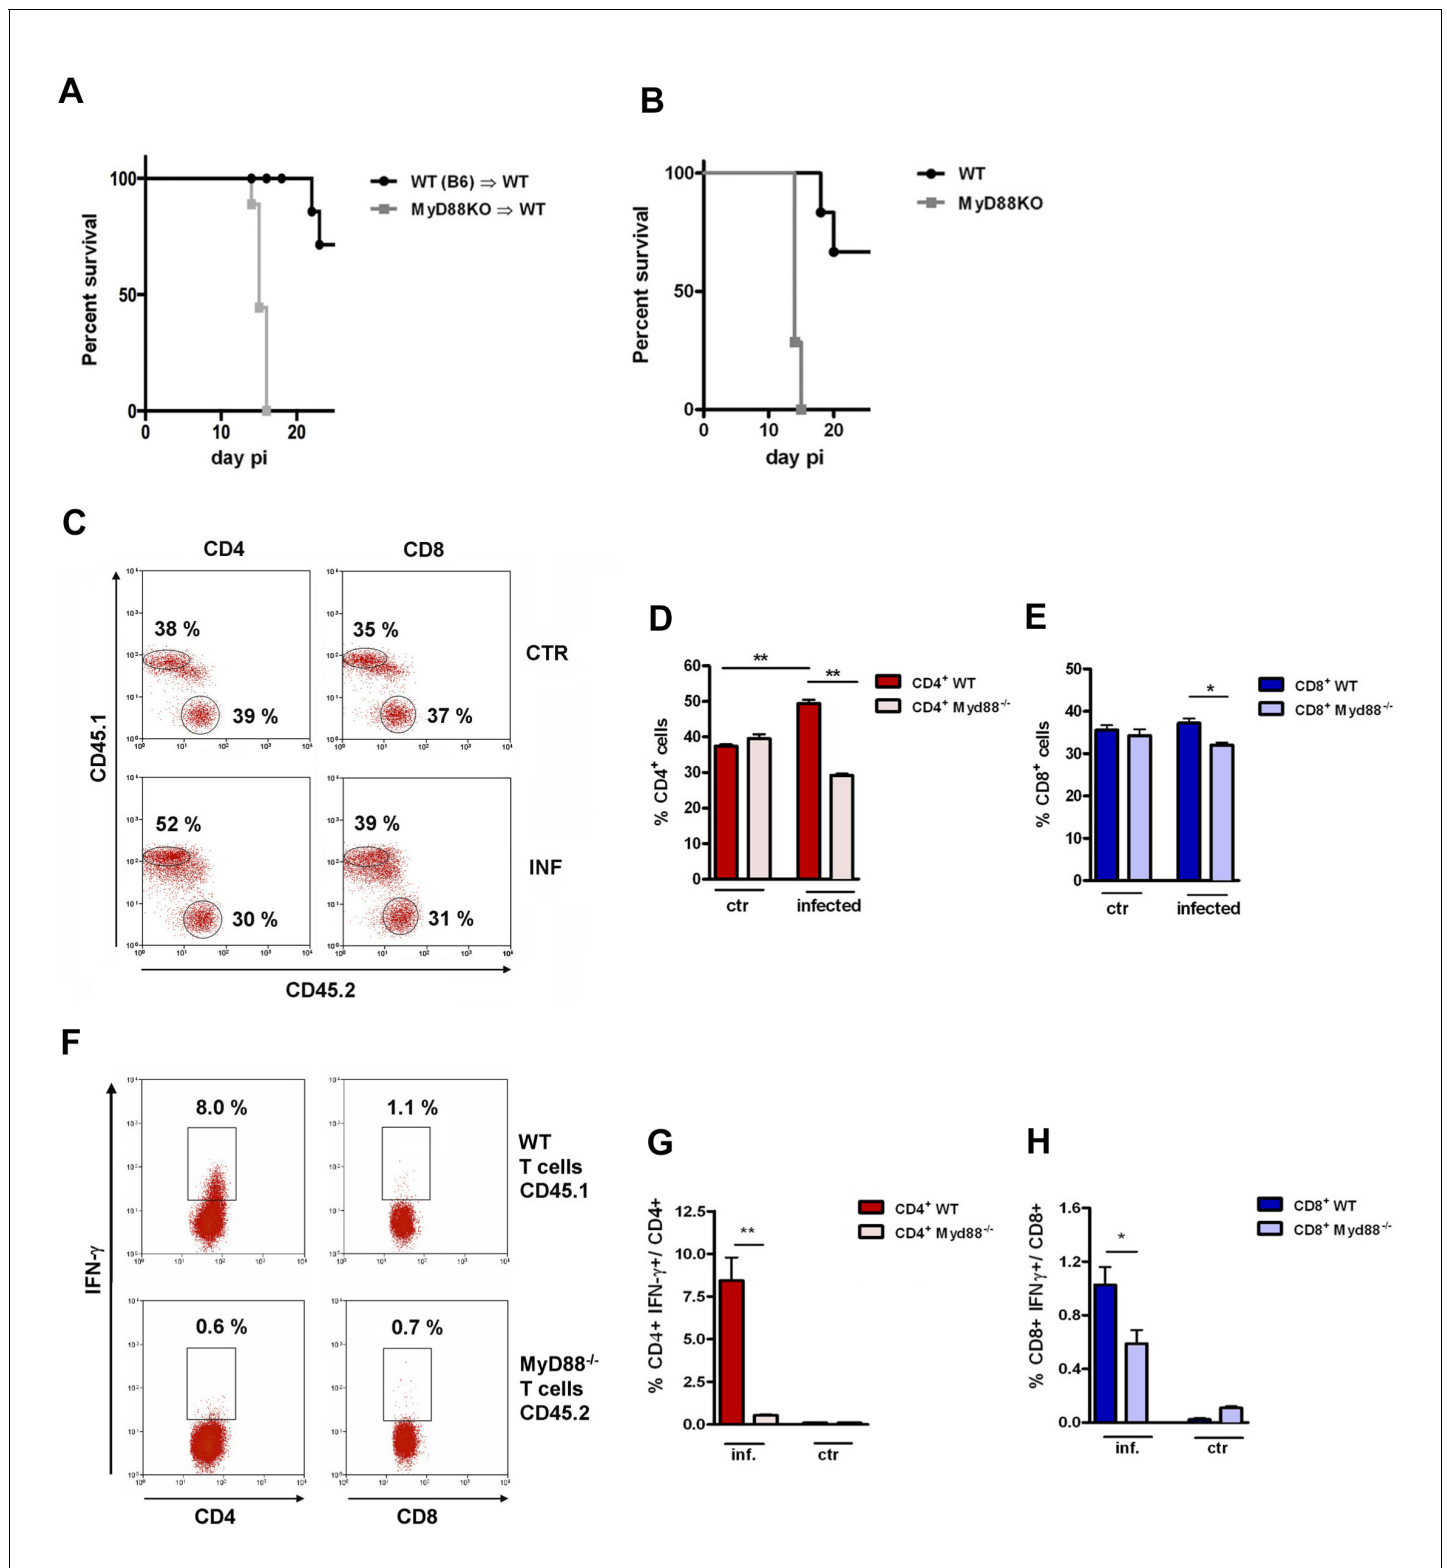 A
100
50
0
0
10
20
Percent survival
day pi
WT (B6) ⇒ WT
MyD88KO ⇒ WT
B
100
50
0
0
10
20
Percent survival
day pi
WT
MyD88KO
C
CD4
CD8
38 %
39 %
35 %
37 %
CTR
52 %
30 %
39 %
31 %
INF
CD45.1
CD45.2
D
60
50
40
30
20
10
0
% CD4⁺ cells
**
**
ctr
infected
CD4⁺ WT
CD4⁺ Myd88⁻/⁻
E
50
40
30
20
10
0
% CD8⁺ cells
*
ctr
infected
CD8⁺ WT
CD8⁺ Myd88⁻/⁻
F
8.0 %
1.1 %
WT
T cells
CD45.1
0.6 %
0.7 %
MyD88⁻/⁻
T cells
CD45.2
IFN-γ
CD4
CD8
G
12.5
10.0
7.5
5.0
2.5
0.0
% CD4+ IFN-γ+/ CD4+
**
inf.
ctr
CD4⁺ WT
CD4⁺ Myd88⁻/⁻
H
1.6
1.2
0.8
0.4
0.0
% CD8+ IFNγ+/ CD8+
*
inf.
ctr
CD8⁺ WT
CD8⁺ Myd88⁻/⁻